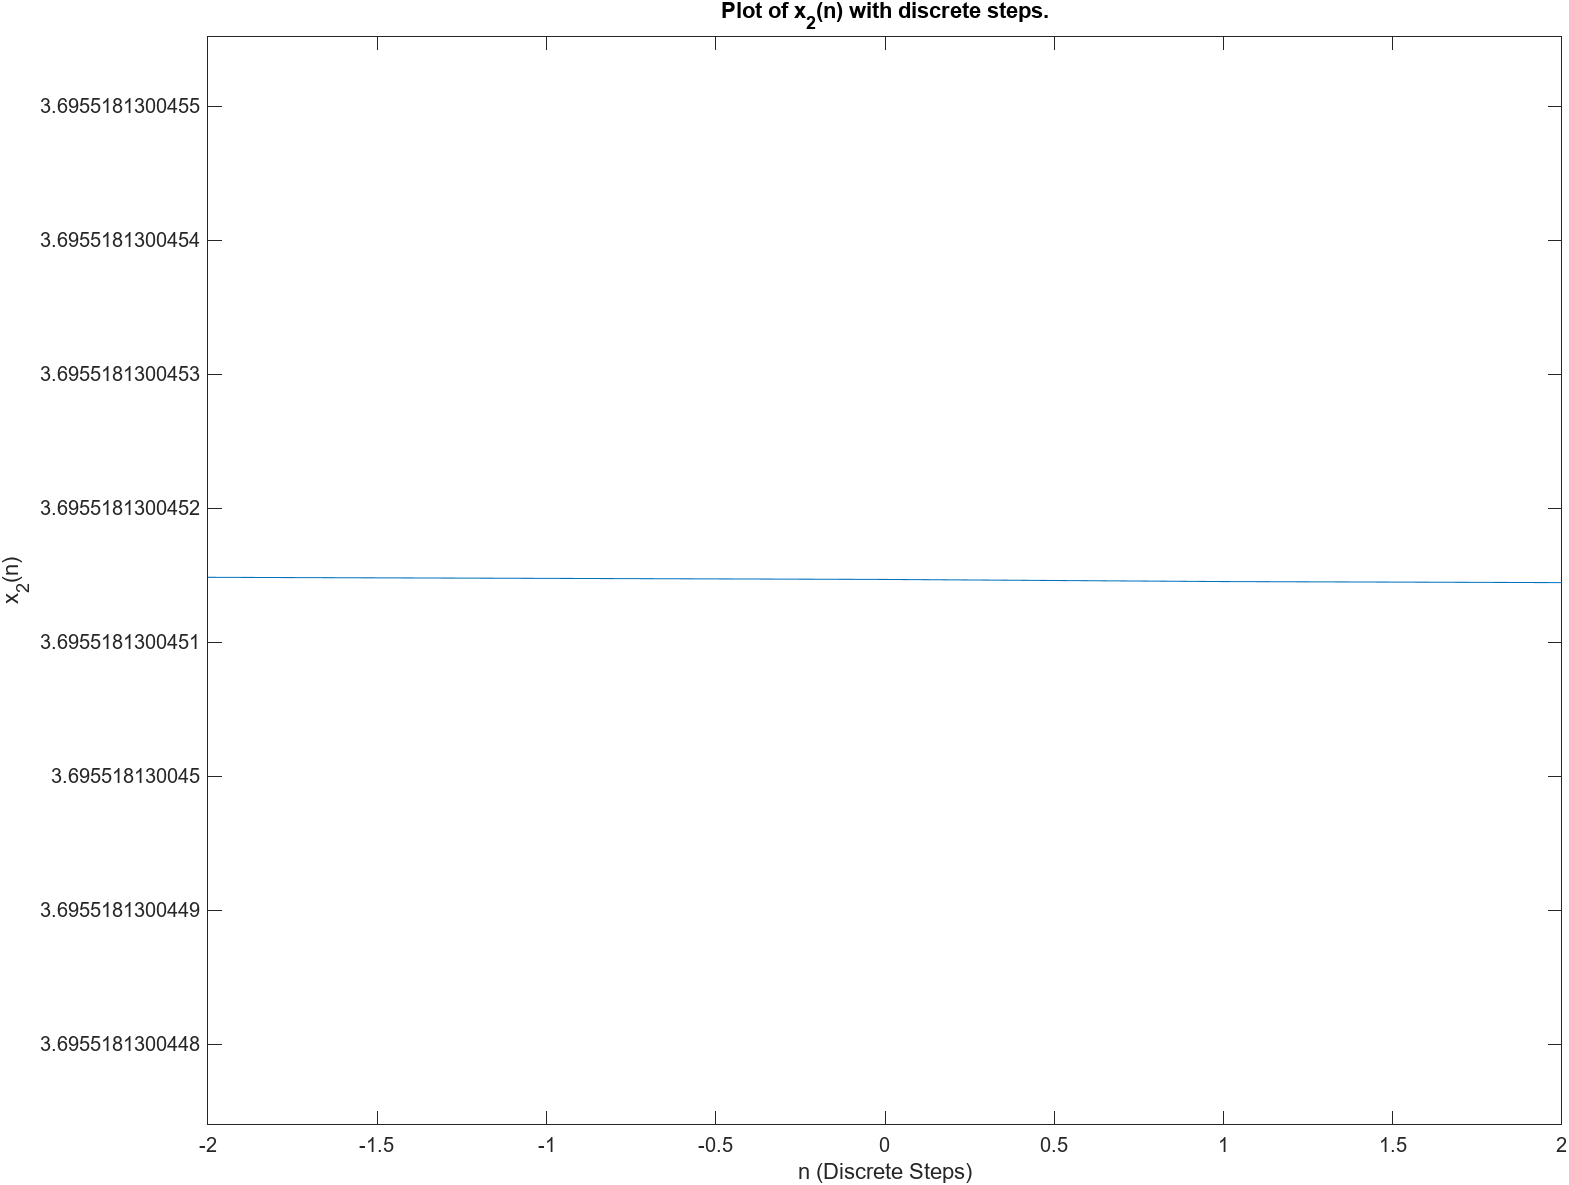 Plot of x₂(n) with discrete steps.
3.6955181300455
3.6955181300454
3.6955181300453
3.6955181300452
x₂(n)
3.6955181300451
3.695518130045
3.6955181300449
3.6955181300448
-2 -1.5 -1 -0.5 0 0.5 1 1.5 2
n (Discrete Steps)